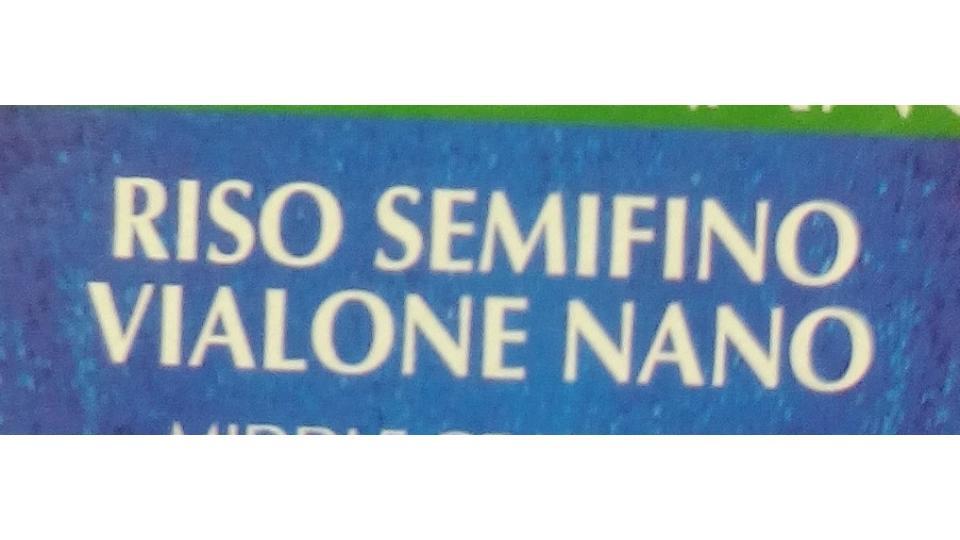 RISO SEMIFINO
VIALONE NANO